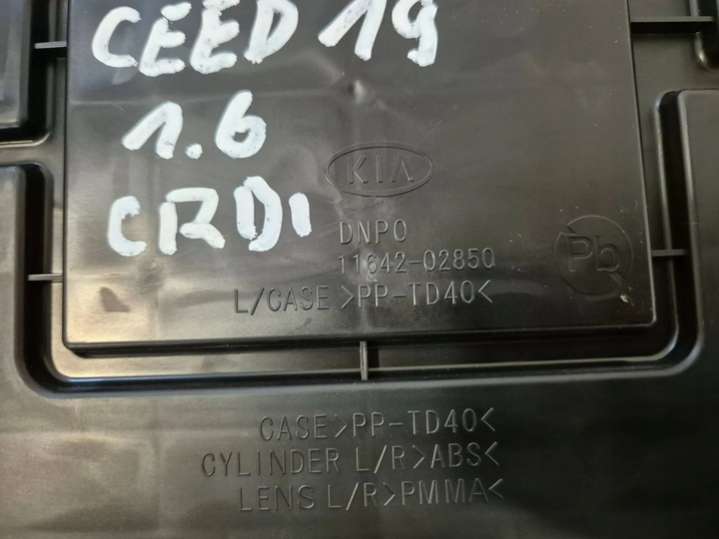 CEED 19
1.6
CRDI
KIA
DNPO
11642-02850
Pb
L/CASE >PP-TD40<
CASE>PP-TD40<
CYLINDER L/R>ABS<
LENS L/R>PMMA<